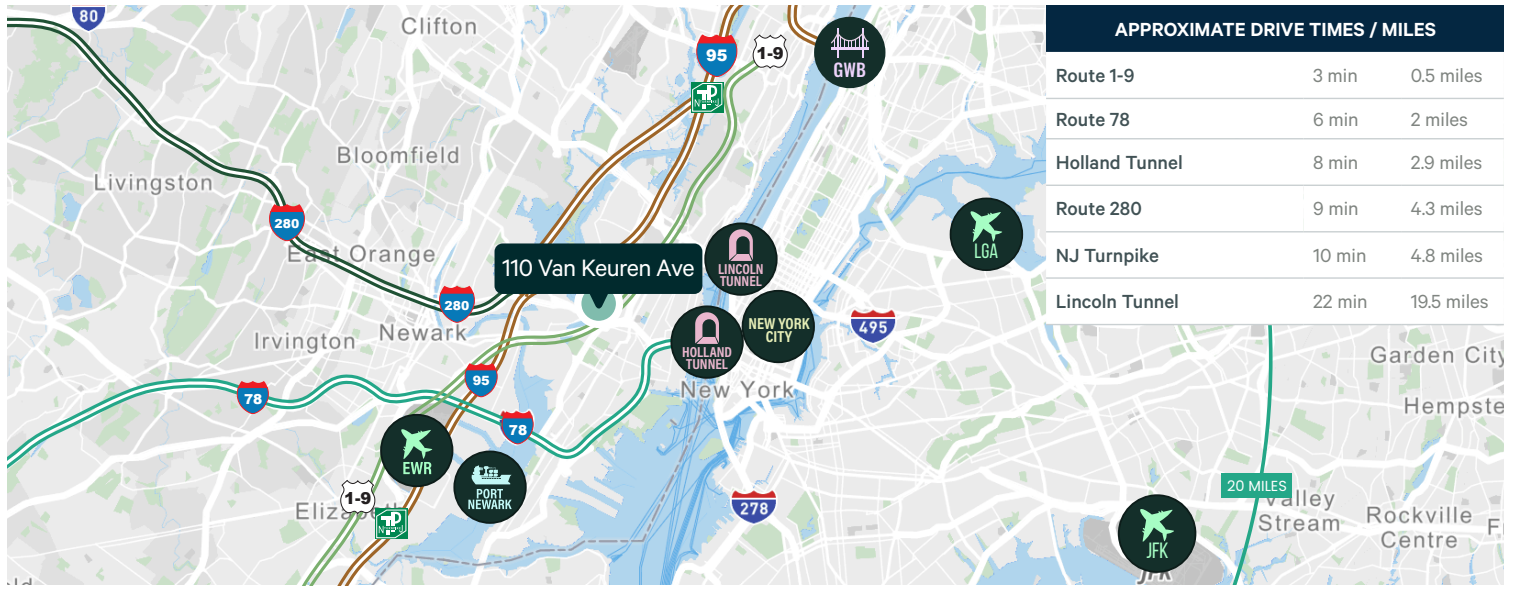 80
Clifton
95
1-9
GWB
TP
Bloomfield
Livingston
280
East Orange
110 Van Keuren Ave
LINCOLN
TUNNEL
LGA
280
Newark
Irvington
HOLLAND
TUNNEL
NEW YORK
CITY
495
New York
95
78
78
EWR
PORT
NEWARK
1-9
TP
278
JFK
20 MILES
Valley
Stream
Rockville
Centre
Garden City
Hempste
APPROXIMATE DRIVE TIMES / MILES
Route 1-9 3 min 0.5 miles
Route 78 6 min 2 miles
Holland Tunnel 8 min 2.9 miles
Route 280 9 min 4.3 miles
NJ Turnpike 10 min 4.8 miles
Lincoln Tunnel 22 min 19.5 miles